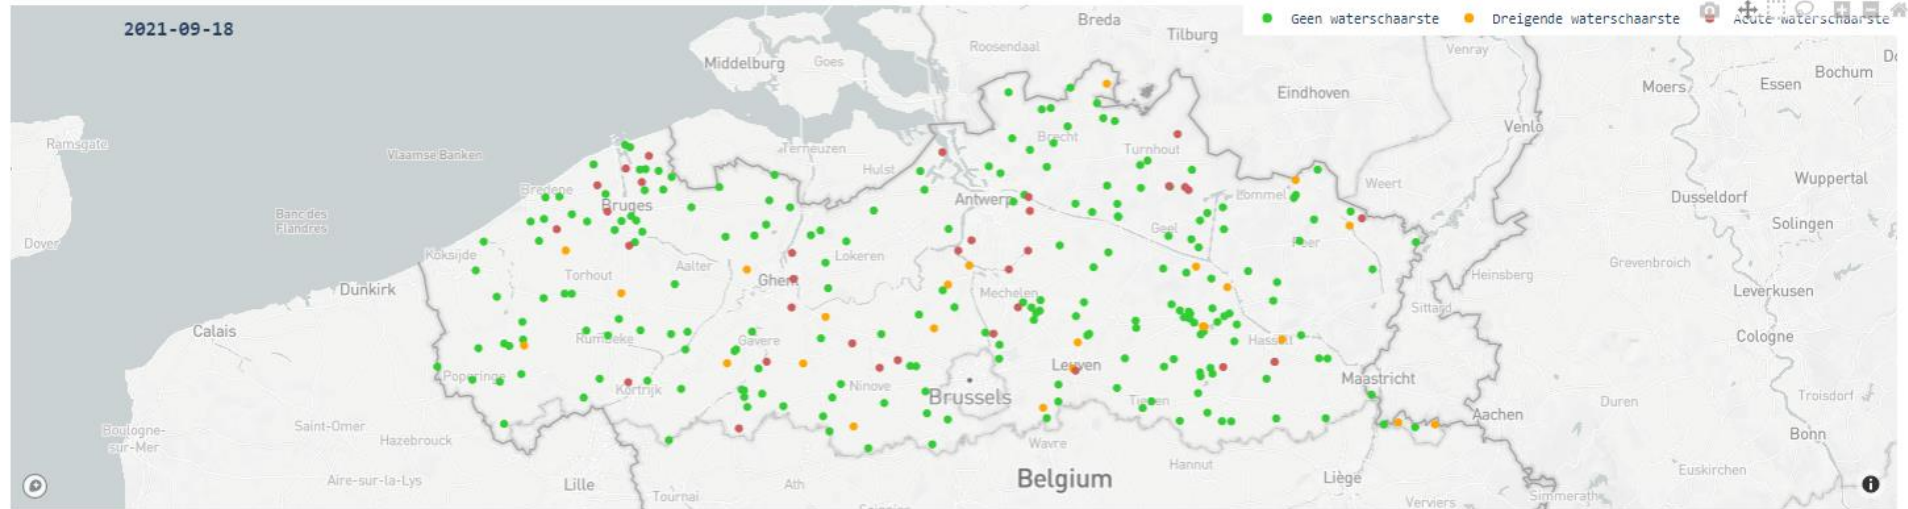 2021-09-18
Geen waterschaarste
Dreigende waterschaarste
Acute waterschaarste
Breda
Tilburg
Roosendaal
Middelburg
Goes
Venray
Bochum
Moers
Essen
Eindhoven
Venlo
Ramsgate
Vlaamse Banken
Terneuzen
Hulst
Brecht
Turnhout
Weert
Wuppertal
Dusseldorf
Solingen
Bredene
Bruges
Antwerp
Lommel
Banc des
Flandres
Dover
Geel
Peer
Koksijde
Torhout
Aalter
Lokeren
Ghent
Heinsberg
Grevenbroich
Leverkusen
Dunkirk
Mechelen
Sittard
Calais
Rumbeke
Gavere
Hasselt
Cologne
Leuven
Poperinge
Kortrijk
Ninove
Brussels
Maastricht
Tienen
Duren
Troisdorf
Aachen
Boulogne-
sur-Mer
Saint-Omer
Hazebrouck
Wavre
Bonn
Hannut
Belgium
Liège
Euskirchen
Aire-sur-la-Lys
Lille
Tournai
Ath
Simmerath
Verviers